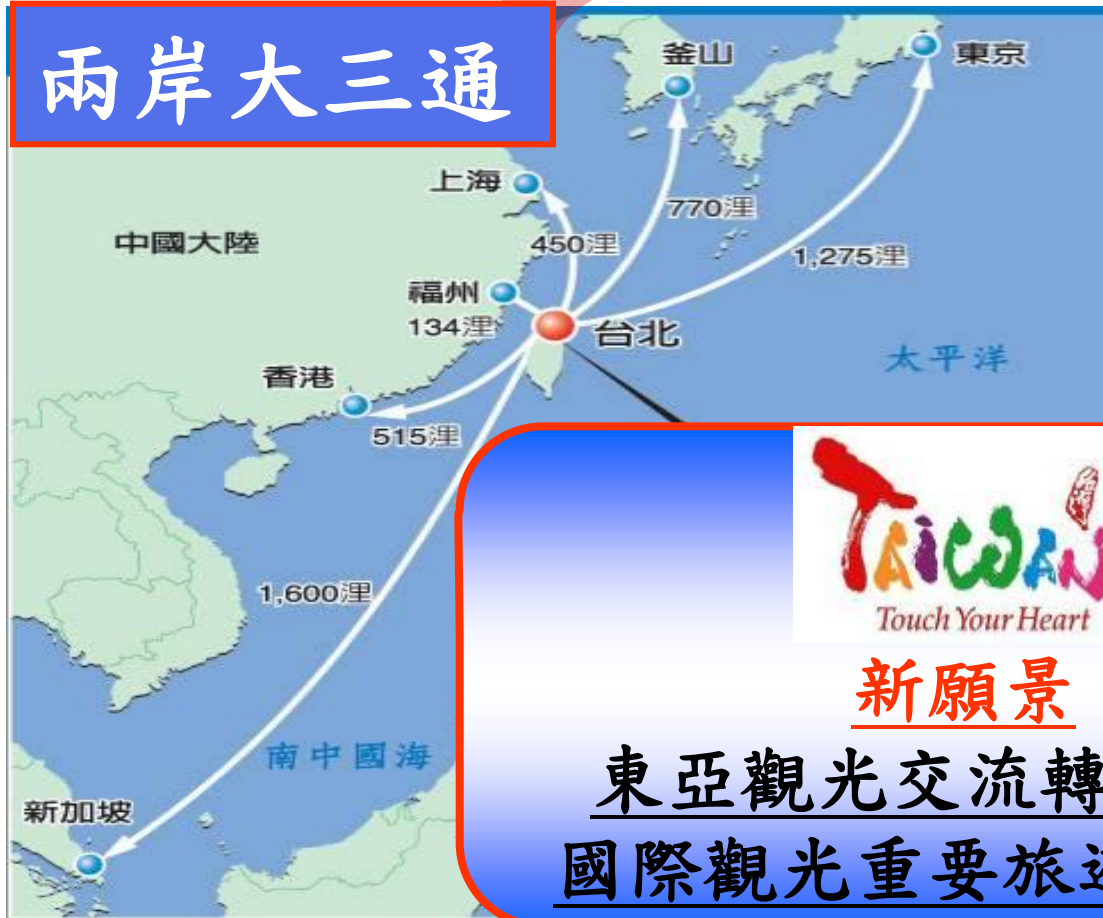 兩岸大三通
釜山
東京
上海
770浬
中國大陸
450浬
1,275浬
福州
134浬
台北
太平洋
香港
515浬
TAIWAN
台灣
Touch Your Heart
1,600浬
新願景
南中國海
東亞觀光交流轉
新加坡
國際觀光重要旅